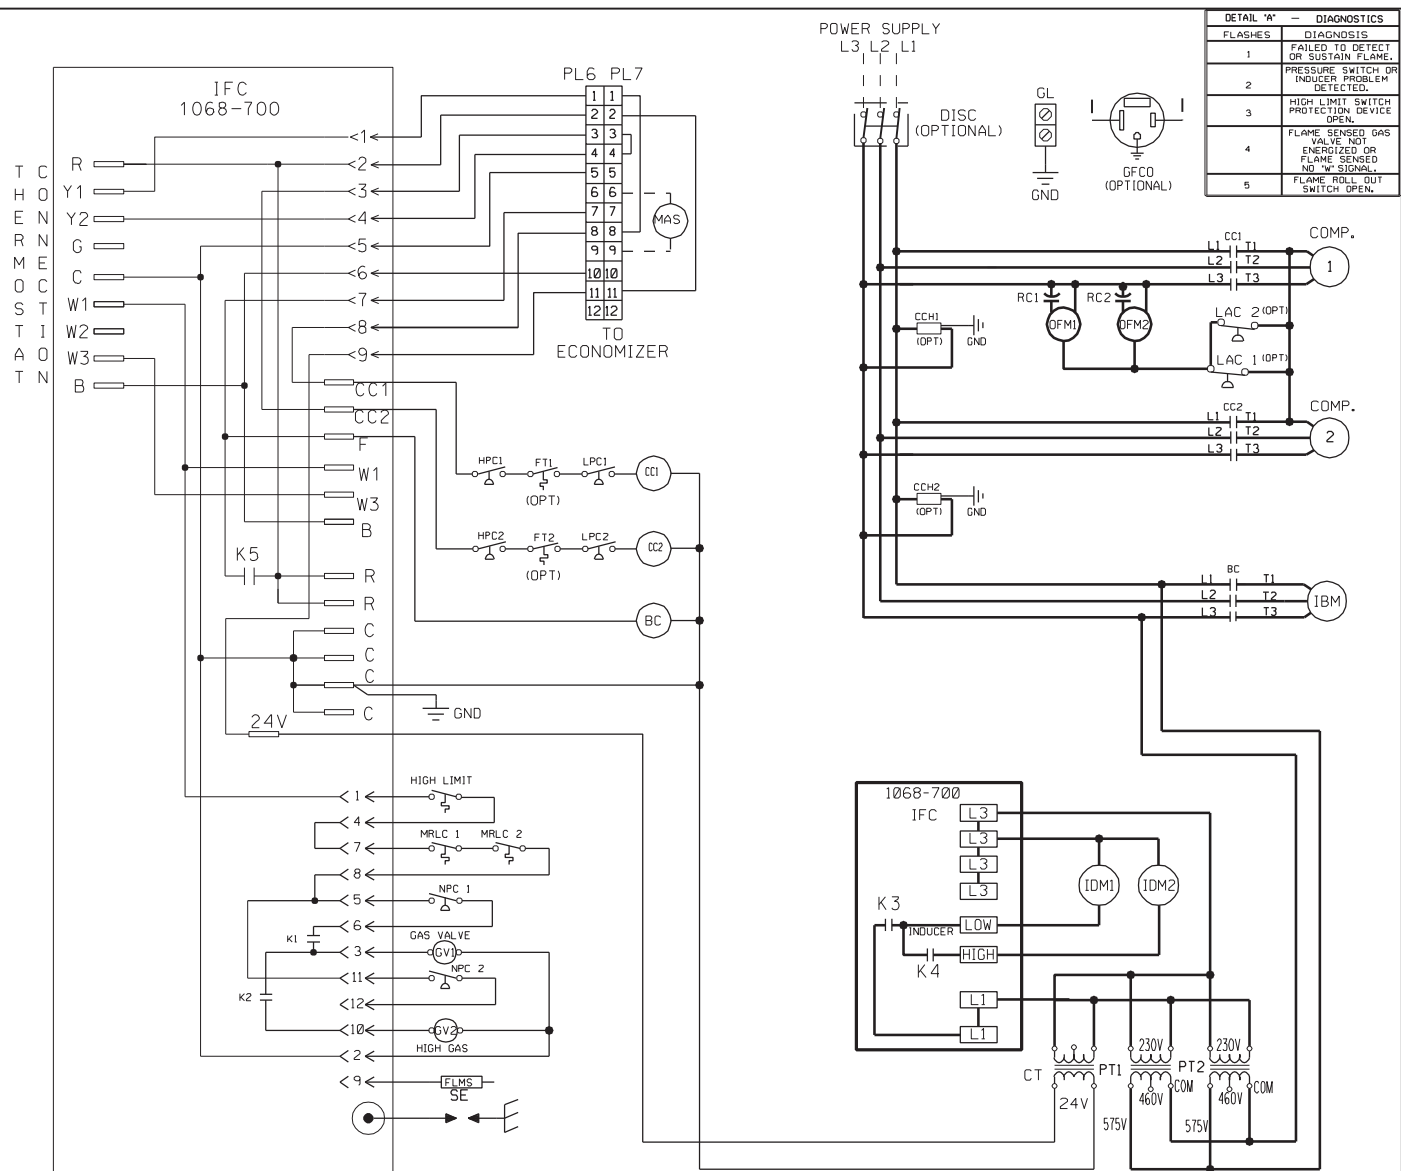 POWER SUPPLY
L3 L2 L1
DISC
(OPTIONAL)
GL
GND
GFCO
(OPTIONAL)
DETAIL "A" — DIAGNOSTICS
FLASHES DIAGNOSIS
1 FAILED TO DETECT
OR SUSTAIN FLAME.
2 PRESSURE SWITCH OR
INDUCER PROBLEM
DETECTED.
3 HIGH LIMIT SWITCH
PROTECTION DEVICE
OPEN.
4 FLAME SENSED GAS
VALVE NOT
ENERGIZED OR
FLAME SENSED
NO "W" SIGNAL.
5 FLAME ROLL OUT
SWITCH OPEN.
IFC
1068-700
THERMOSTAT
CONNECTION
R
Y1
Y2
G
C
W1
W2
W3
B
<1
<2
<3
<4
<5
<6
<7
<8
<9
CC1
CC2
F
W1
W3
B
K5
R
R
C
C
C
C
GND
24V
PL6 PL7
1 1
2 2
3 3
4 4
5 5
6 6
7 7
8 8
9 9
10 10
11 11
12 12
MAS
TO
ECONOMIZER
HPC1 FT1 LPC1 CC1
(OPT)
HPC2 FT2 LPC2 CC2
(OPT)
BC
HIGH LIMIT
<1
<4
MRLC 1 MRLC 2
<7
<8
NPC 1
<5
<6
K1
GAS VALVE
<3 GV1
NPC 2
<11
K2
<12
<10 GV2
HIGH GAS
<2
<9 FLMS
SE
CC1 COMP.
L1 T1
L2 T2 1
L3 T3
RC1 RC2
OFM1 OFM2
LAC 2 (OPT)
LAC 1 (OPT)
CCH1
(OPT) GND
CC2 COMP.
L1 T1
L2 T2 2
L3 T3
CCH2
(OPT) GND
BC
L1 T1
L2 T2 IBM
L3 T3
1068-700
IFC
L3
L3
L3
L3
IDM1 IDM2
K3
INDUCER LOW
K4 HIGH
L1
L1
230V 230V
CT PT1 PT2
COM COM
24V 460V 460V
575V 575V